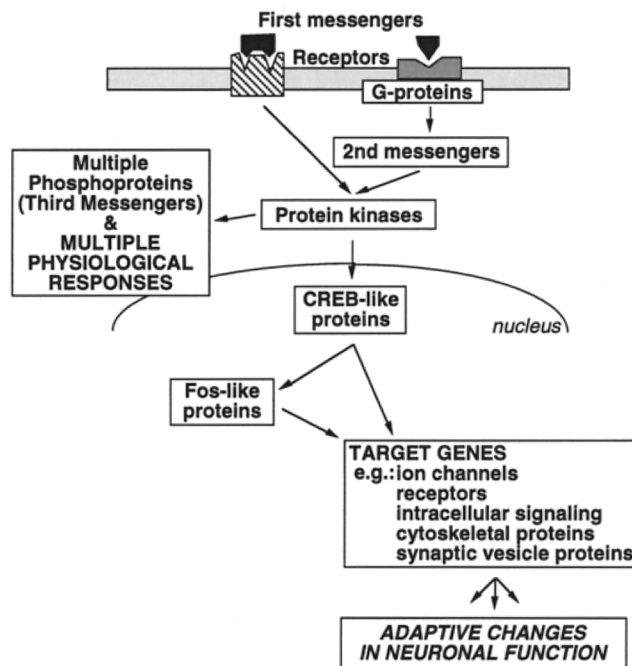 First messengers
Receptors
G-proteins
2nd messengers
Multiple
Phosphoproteins
(Third Messengers)
&
MULTIPLE
PHYSIOLOGICAL
RESPONSES
Protein kinases
CREB-like
proteins
nucleus
Fos-like
proteins
TARGET GENES
e.g.: ion channels
receptors
intracellular signaling
cytoskeletal proteins
synaptic vesicle proteins
ADAPTIVE CHANGES
IN NEURONAL FUNCTION